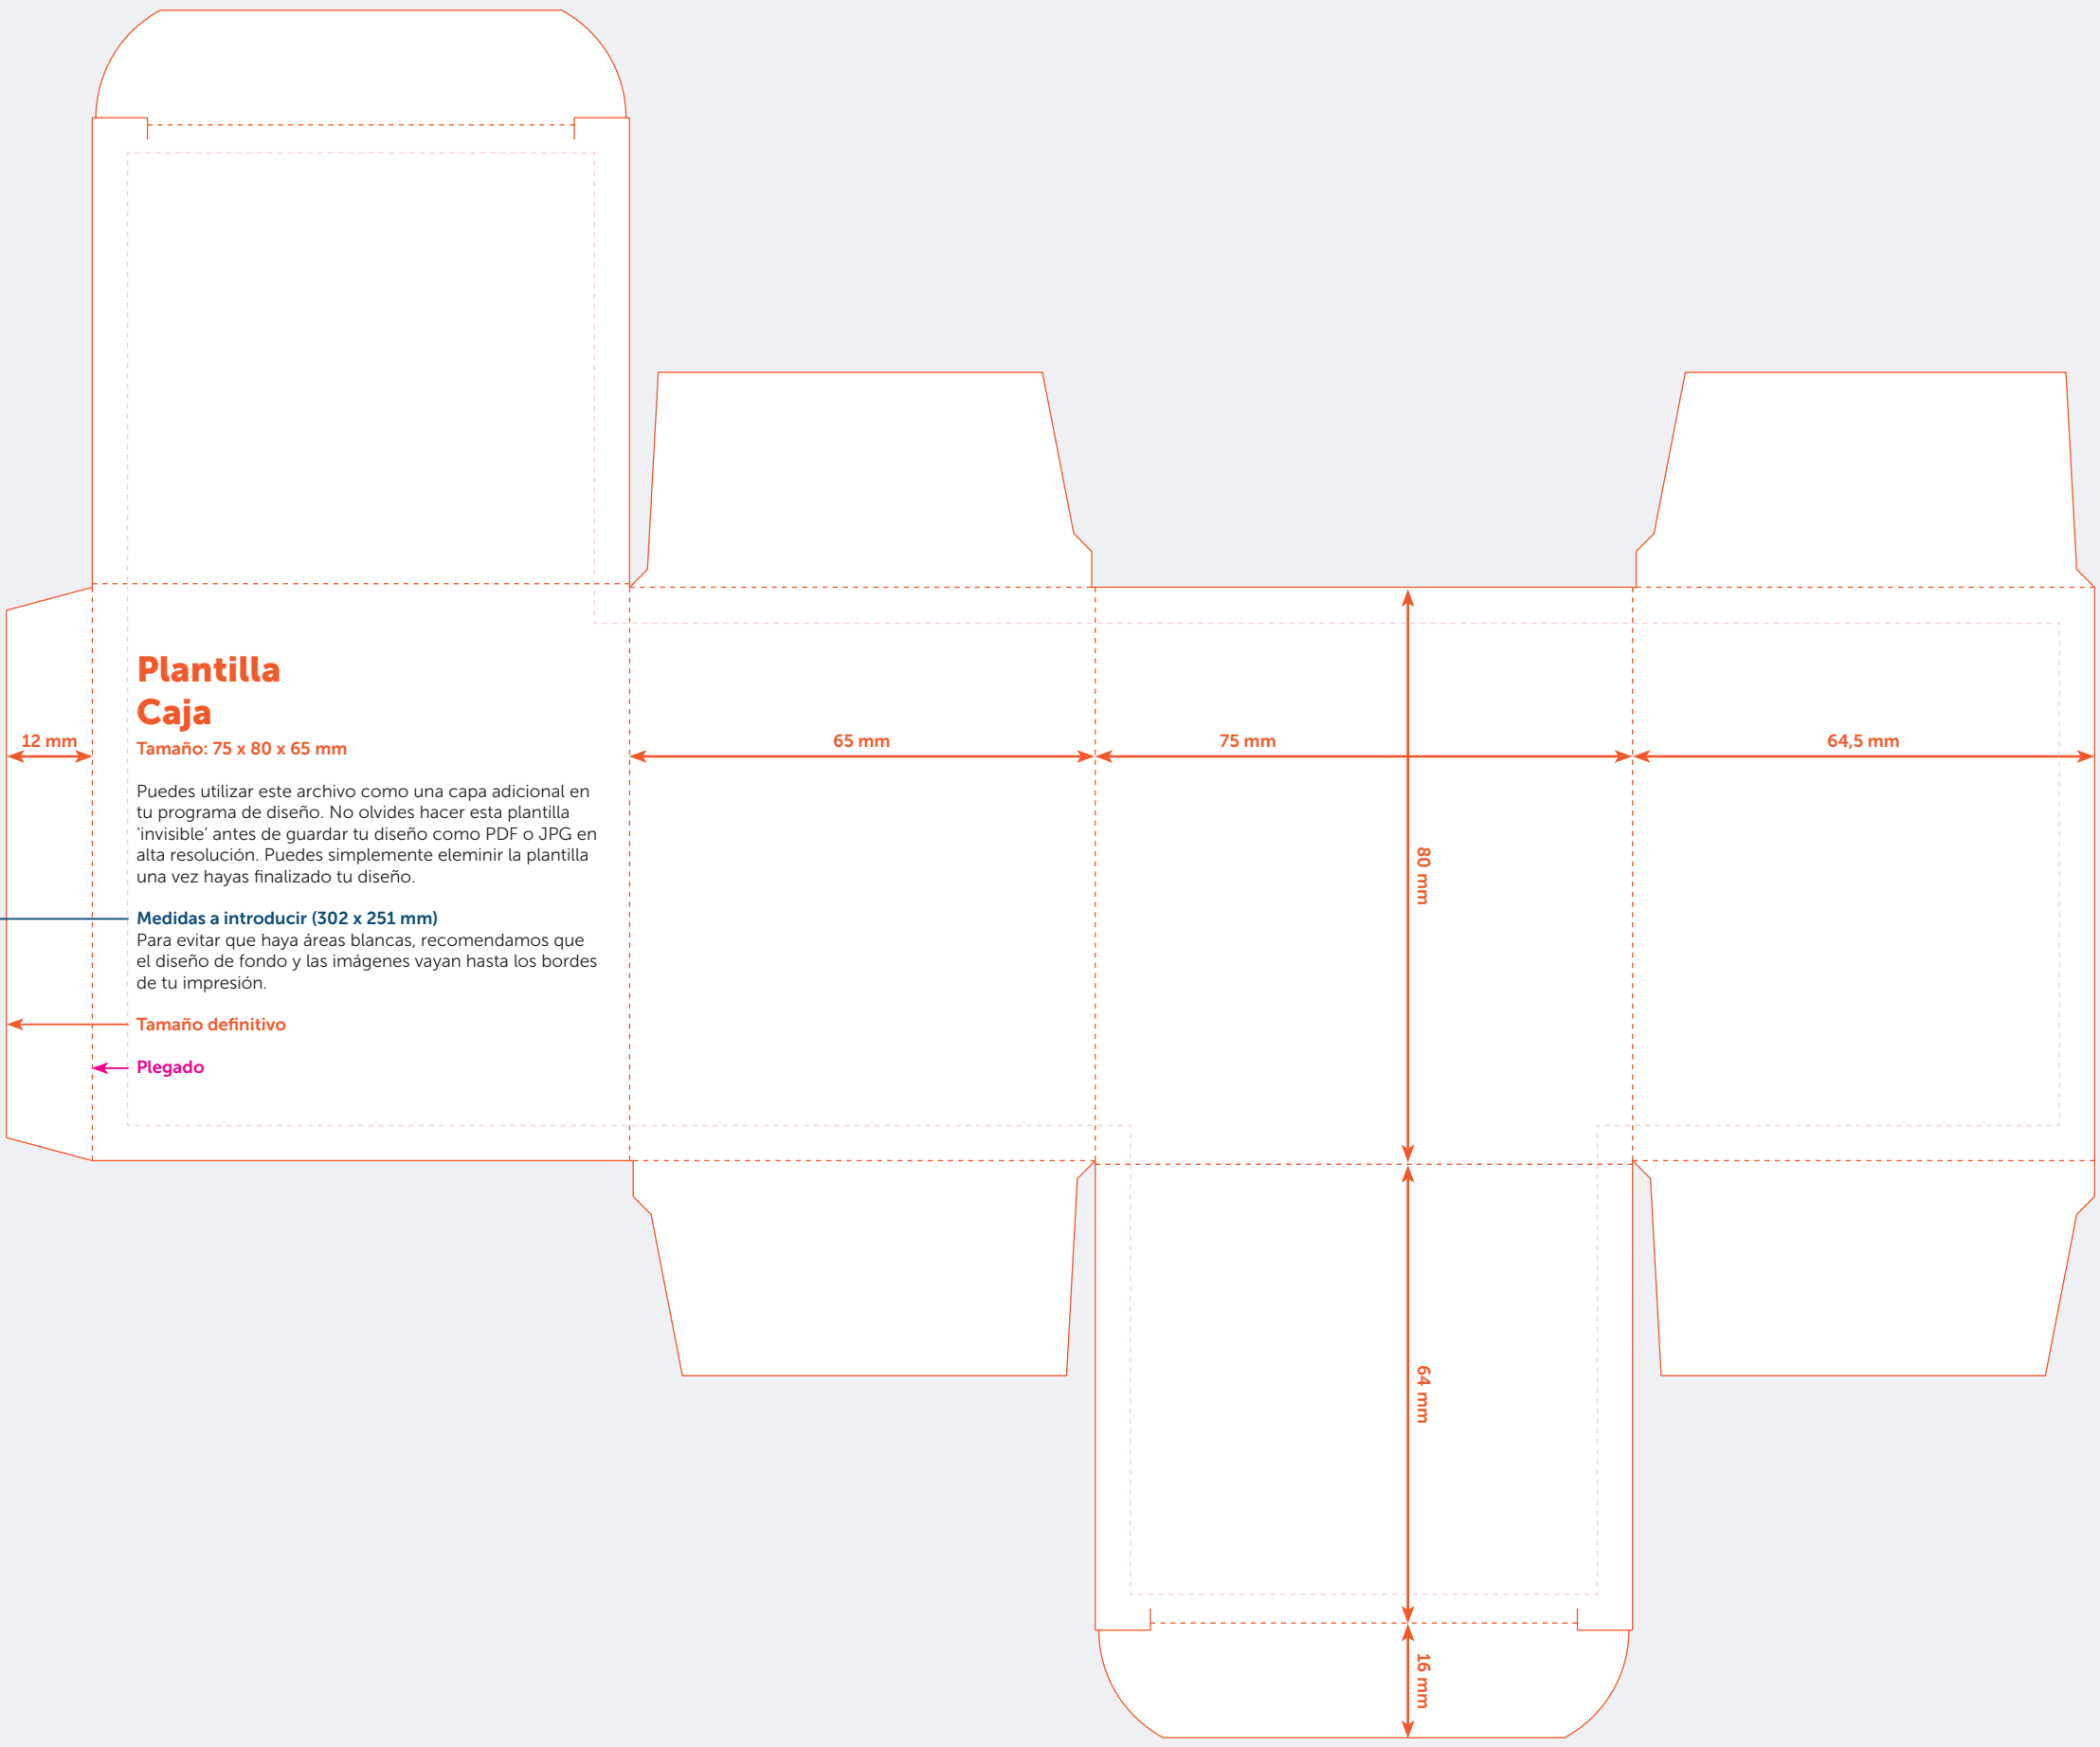 Plantilla
Caja
Tamaño: 75 x 80 x 65 mm
12 mm
65 mm
75 mm
64,5 mm
Puedes utilizar este archivo como una capa adicional en
tu programa de diseño. No olvides hacer esta plantilla
‘invisible’ antes de guardar tu diseño como PDF o JPG en
alta resolución. Puedes simplemente eleminir la plantilla
una vez hayas finalizado tu diseño.
80 mm
Medidas a introducir (302 x 251 mm)
Para evitar que haya áreas blancas, recomendamos que
el diseño de fondo y las imágenes vayan hasta los bordes
de tu impresión.
Tamaño definitivo
Plegado
64 mm
16 mm